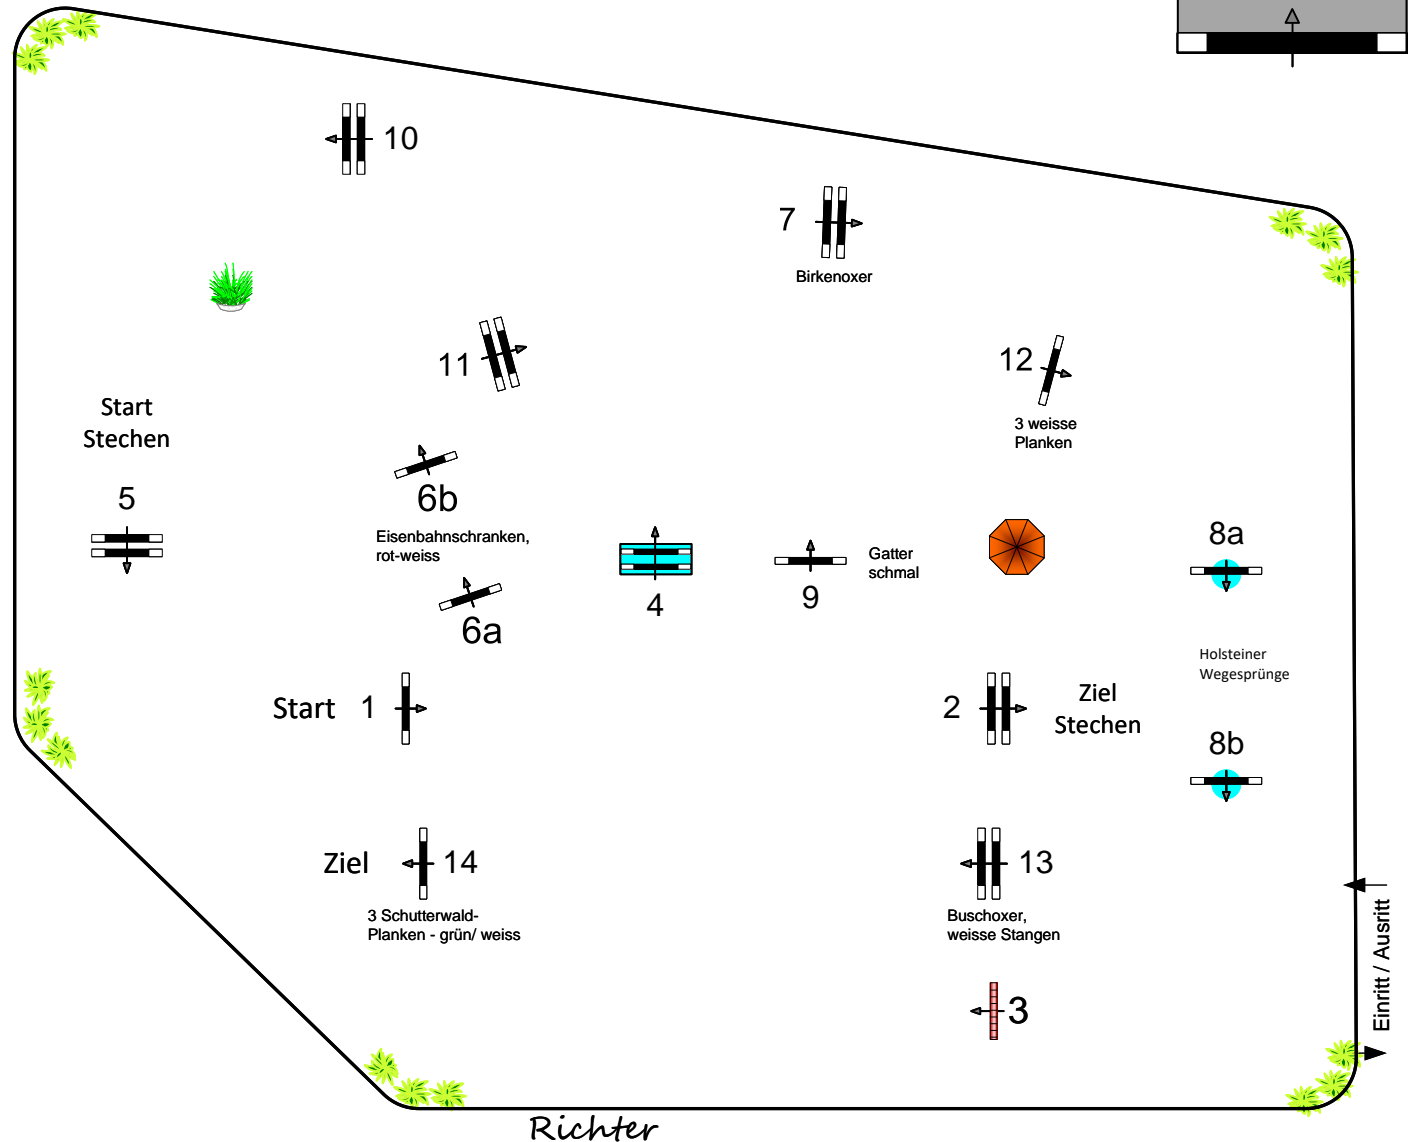 10
7
Birkenoxer
11
12
3 weisse
Planken
Start
Stechen
5
6b
Eisenbahnschranken,
rot-weiss
6a
4
9
Gatter
schmal
8a
Holsteiner
Wegesprünge
8b
Start 1
2
Ziel
Stechen
Ziel
14
3 Schutterwald-
Planken - grün/ weiss
13
Buschoxer,
weisse Stangen
3
Einritt / Ausritt
Richter